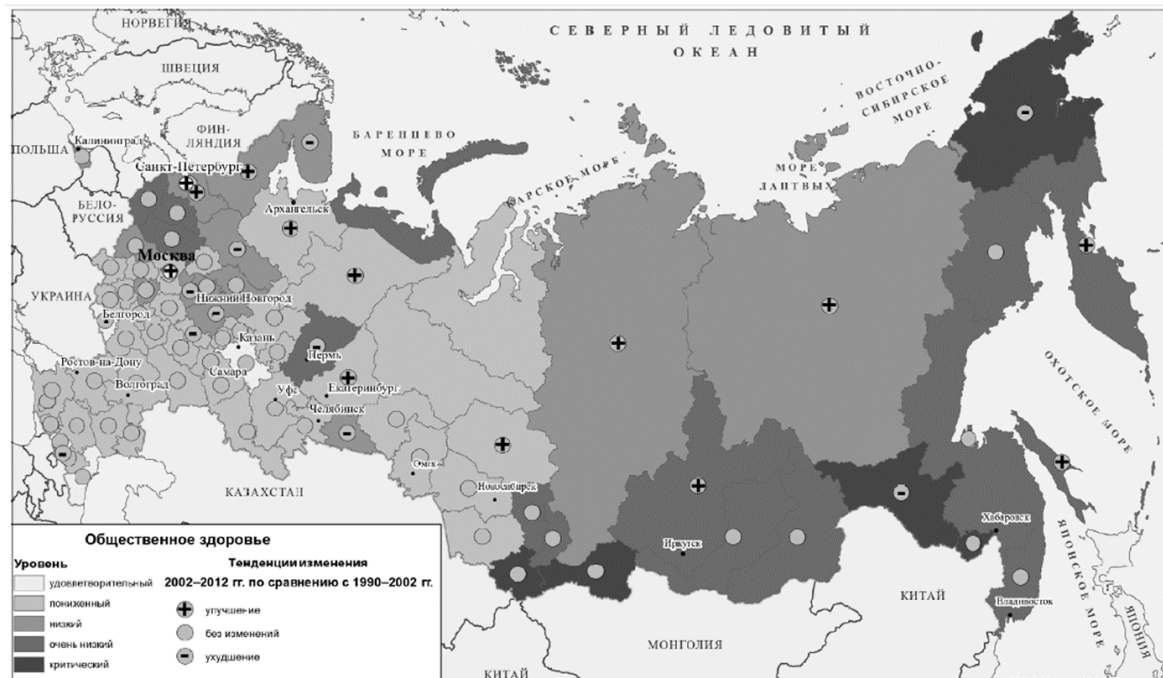 НОРВЕГИЯ
СЕВЕРНЫЙ ЛЕДОВИТЫЙ
ОКЕАН
ШВЕЦИЯ
ВОСТОЧНО-
СИБИРСКОЕ
МОРЕ
ФИН-
ЛЯНДИЯ
БАРЕНЦЕВО
МОРЕ
Калининград
ПОЛЬША
Санкт-Петербург
КАРСКОЕ МОРЕ
МОРЕ
ЛАПТВЫХ
БЕЛО-
РУССИЯ
Архангельск
Москва
УКРАИНА
Нижний Новгород
Белгород
Казань
Пермь
Ростов-на-Дону
Самара
Волгоград
Уфа
Екатеринбург
Челябинск
ОХОТСКОЕ МОРЕ
Омск
Новосибирск
КАЗАХСТАН
Хабаровск
Иркутск
ЯПОНСКОЕ МОРЕ
КИТАЙ
Владивосток
МОНГОЛИЯ
ЯПОНИЯ
КИТАЙ
Общественное здоровье
Уровень
удовлетворительный
пониженный
низкий
очень низкий
критический
Тенденции изменения
2002–2012 гг. по сравнению с 1990–2002 гг.
улучшение
без изменений
ухудшение